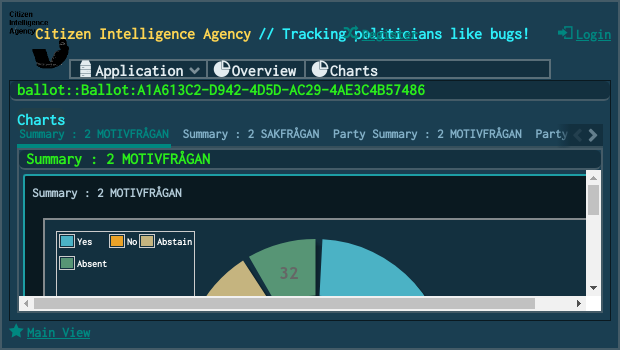 Citizen
Intelligence
Agency
Citizen Intelligence Agency // Tracking politicians like bugs!
Register
Login
Application
Overview
Charts
ballot::Ballot:A1A613C2-D942-4D5D-AC29-4AE3C4B57486
Charts
Summary : 2 MOTIVFRÅGAN
Summary : 2 SAKFRÅGAN
Party Summary : 2 MOTIVFRÅGAN
Party
Summary : 2 MOTIVFRÅGAN
Summary : 2 MOTIVFRÅGAN
Yes
No
Abstain
Absent
32
Main View